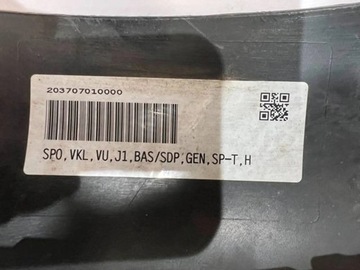 203707010000
SPO,VKL,VU,J1,BAS/SDP,GEN,SP-T,H